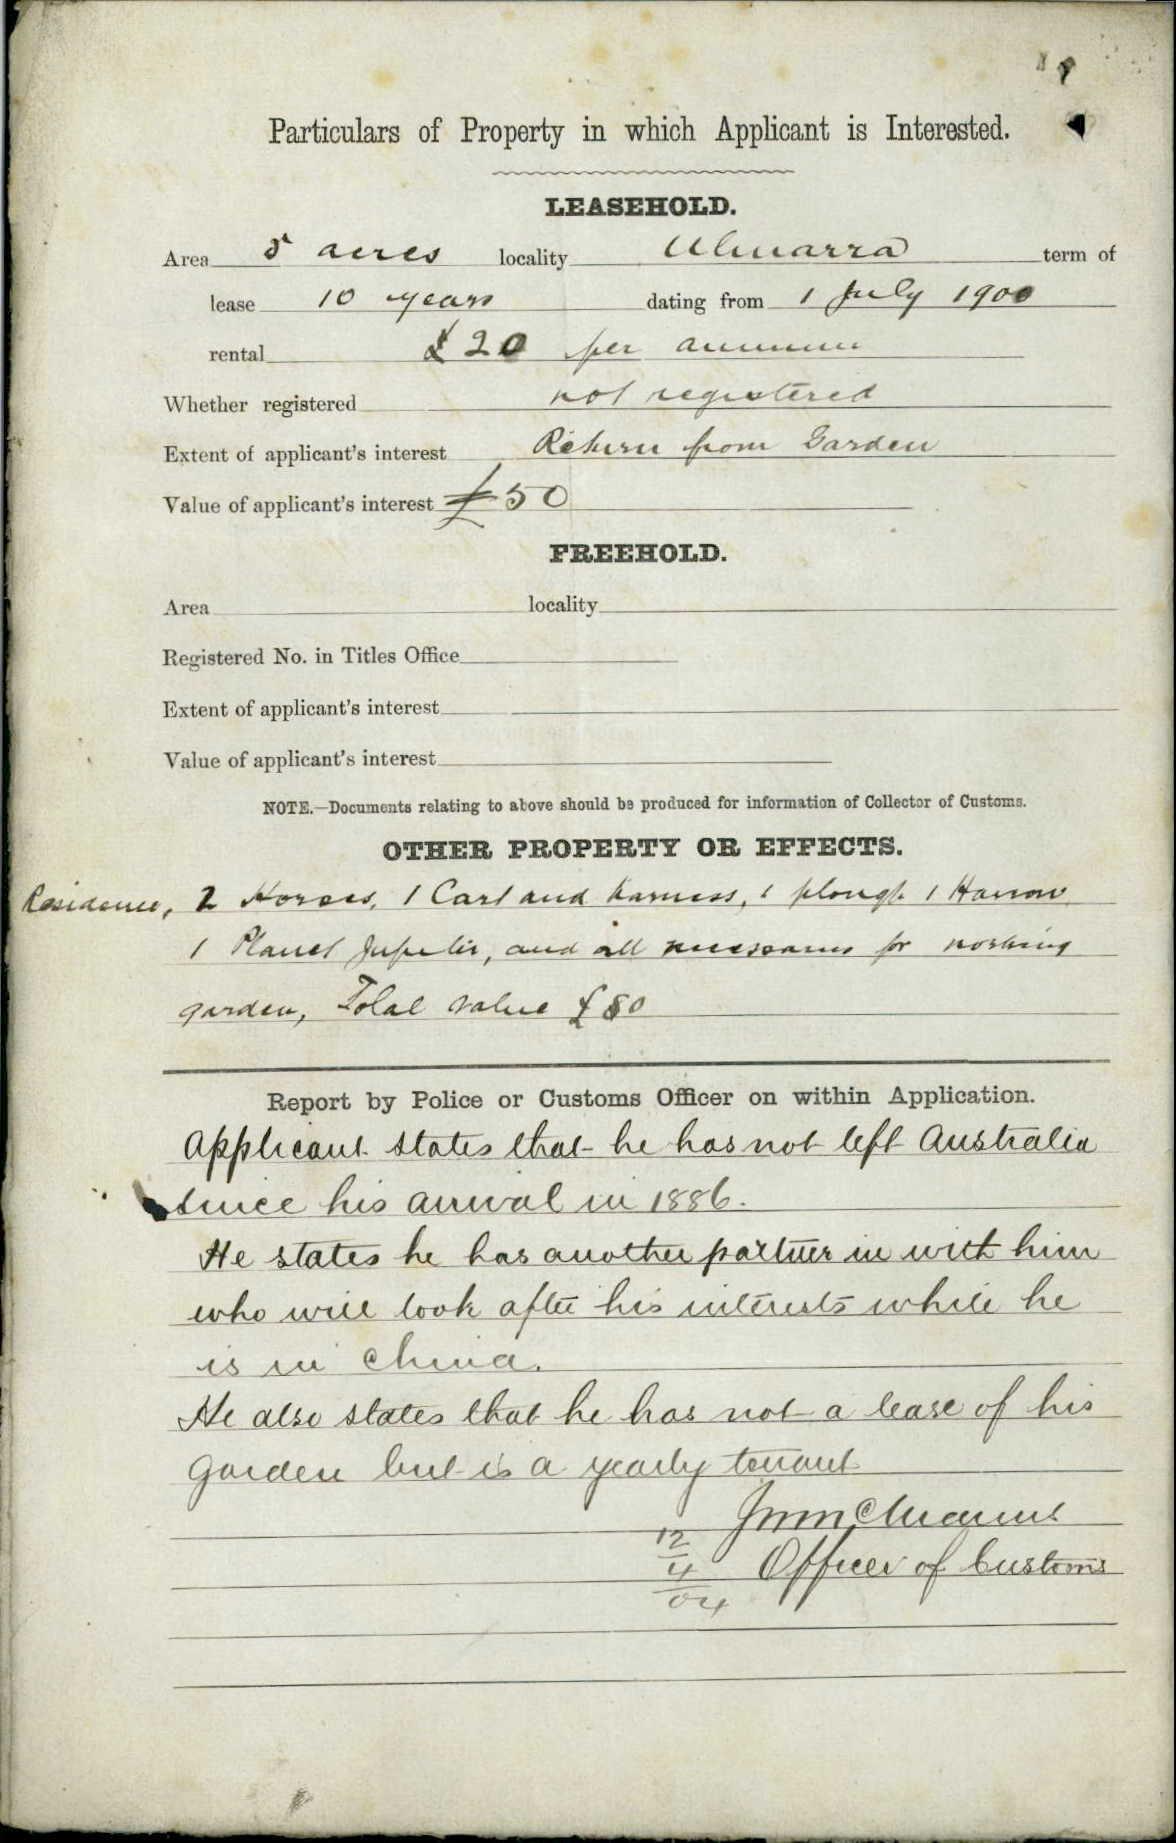 Particulars of Property in which Applicant is Interested.
LEASEHOLD.
Area 5 acres locality Ulmarra term of
lease 10 years dating from 1 July 1900
rental £20 per annum
Whether registered not registered
Extent of applicant's interest Return from Garden
Value of applicant's interest £50
FREEHOLD.
Area locality
Registered No. in Titles Office
Extent of applicant's interest
Value of applicant's interest
NOTE.—Documents relating to above should be produced for information of Collector of Customs.
OTHER PROPERTY OR EFFECTS.
Residence, 2 Horses, 1 Cart and harness, 1 plough 1 Harrow
1 Planet Jupiter, and all necessarys for working
garden, Total value £80
Report by Police or Customs Officer on within Application.
Applicant states that he has not left Australia
since his arrival in 1886.
He states he has another partner in with him
who will look after his interests while he
is in China.
He also states that he has not a lease of his
garden but is a yearly tenant
12/4/04 Officer of Customs